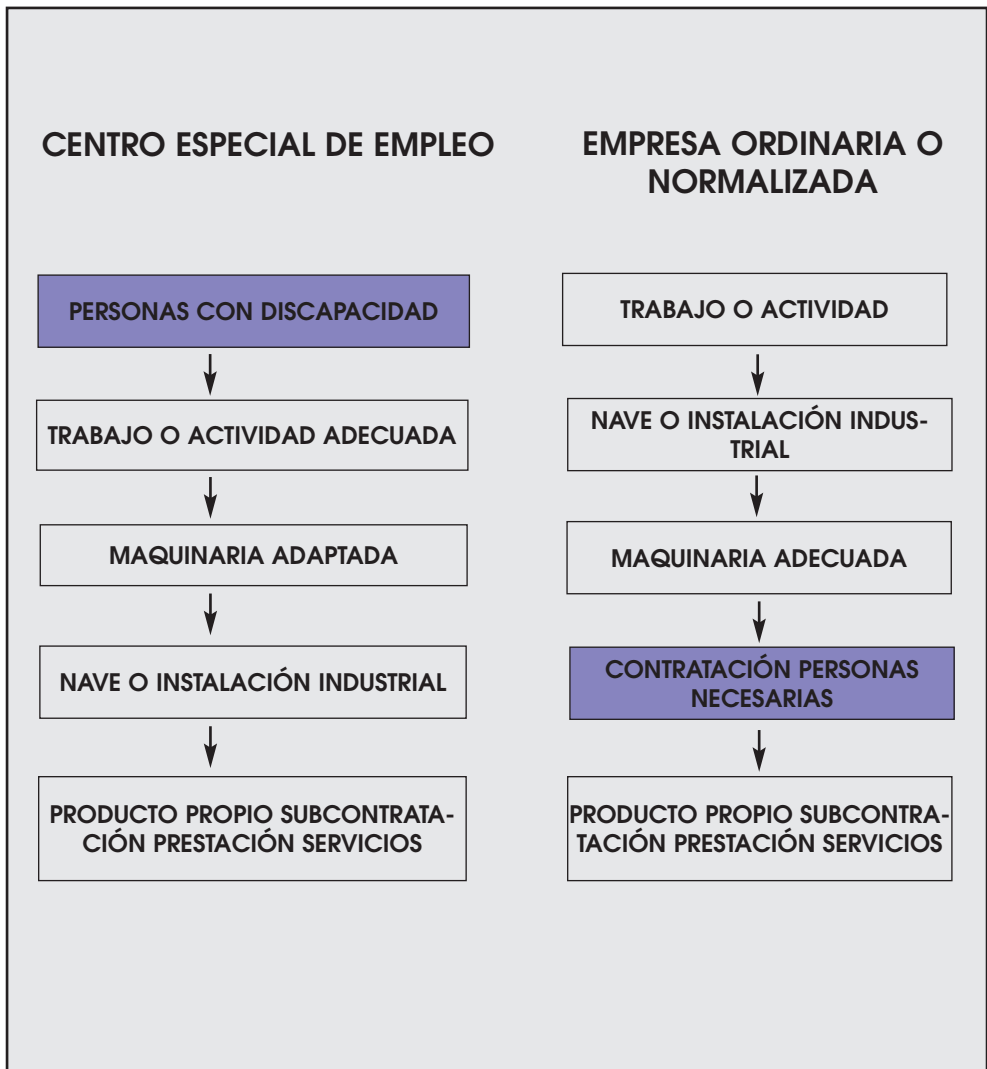 CENTRO ESPECIAL DE EMPLEO
PERSONAS CON DISCAPACIDAD
TRABAJO O ACTIVIDAD ADECUADA
MAQUINARIA ADAPTADA
NAVE O INSTALACIÓN INDUSTRIAL
PRODUCTO PROPIO SUBCONTRATA-
CIÓN PRESTACIÓN SERVICIOS
EMPRESA ORDINARIA O
NORMALIZADA
TRABAJO O ACTIVIDAD
NAVE O INSTALACIÓN INDUS-
TRIAL
MAQUINARIA ADECUADA
CONTRATACIÓN PERSONAS
NECESARIAS
PRODUCTO PROPIO SUBCONTRA-
TACIÓN PRESTACIÓN SERVICIOS